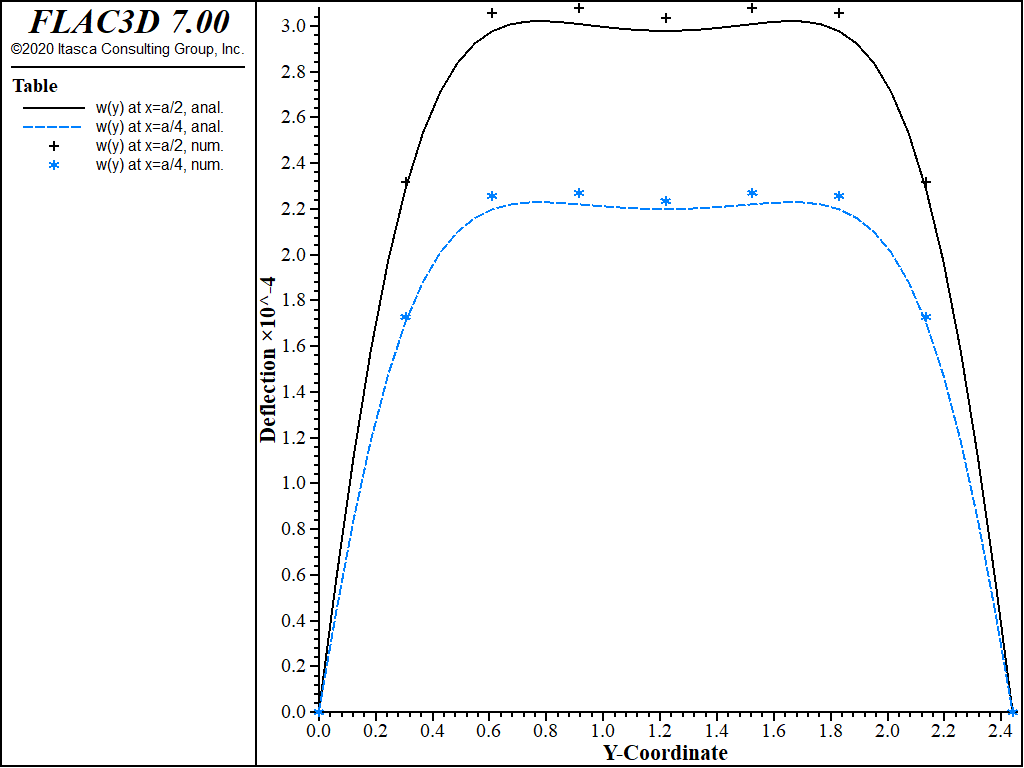 FLAC3D 7.00
©2020 Itasca Consulting Group, Inc.
Table
w(y) at x=a/2, anal.
w(y) at x=a/4, anal.
w(y) at x=a/2, num.
w(y) at x=a/4, num.
3.0
2.8
2.6
2.4
2.2
2.0
1.8
1.6
1.4
1.2
1.0
0.8
0.6
0.4
0.2
0.0
Deflection ×10^-4
0.0 0.2 0.4 0.6 0.8 1.0 1.2 1.4 1.6 1.8 2.0 2.2 2.4
Y-Coordinate